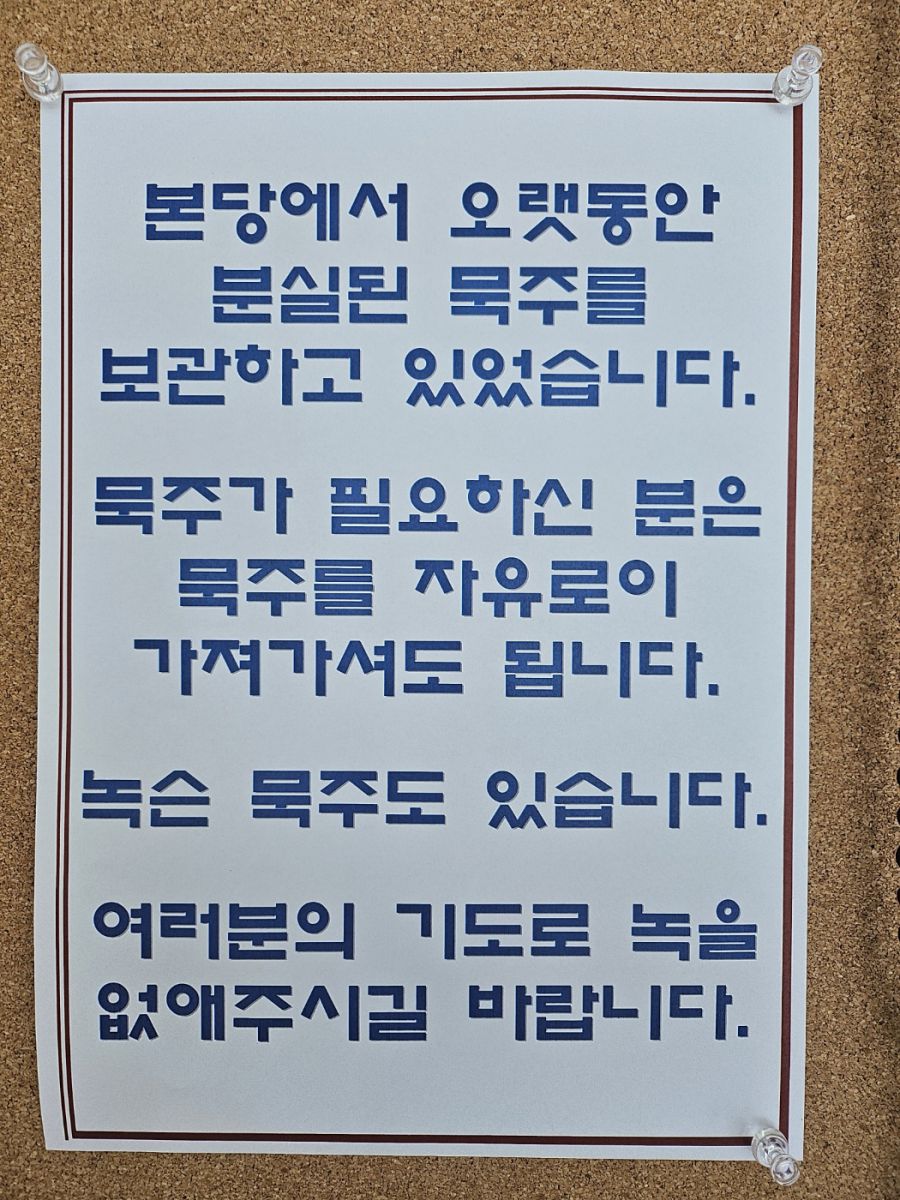 본당에서 오랫동안
분실된 묵주를
보관하고 있었습니다.
묵주가 필요하신 분은
묵주를 자유로이
가져가셔도 됩니다.
녹슨 묵주도 있습니다.
여러분의 기도로 녹을
없애주시길 바랍니다.